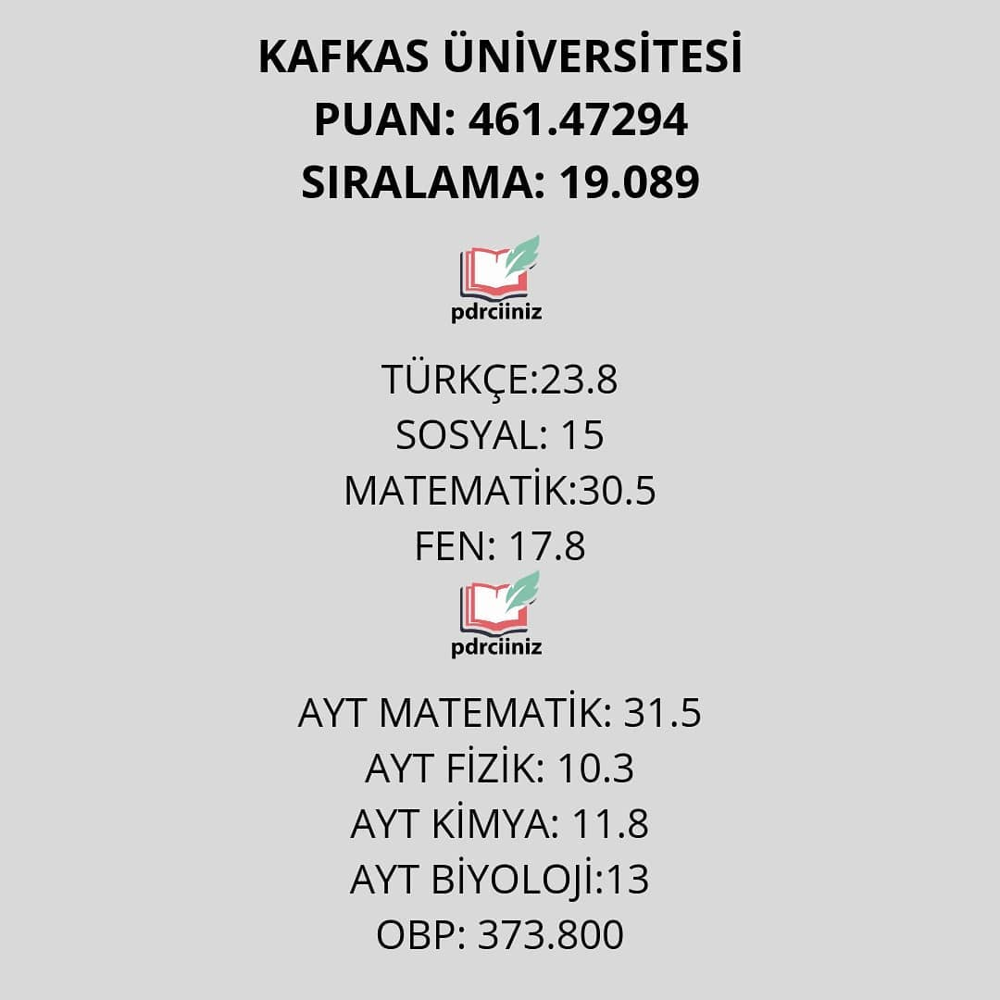 KAFKAS ÜNİVERSİTESİ
PUAN: 461.47294
SIRALAMA: 19.089
pdrciiniz
TÜRKÇE:23.8
SOSYAL: 15
MATEMATİK:30.5
FEN: 17.8
pdrciiniz
AYT MATEMATİK: 31.5
AYT FİZİK: 10.3
AYT KİMYA: 11.8
AYT BİYOLOJİ:13
OBP: 373.800